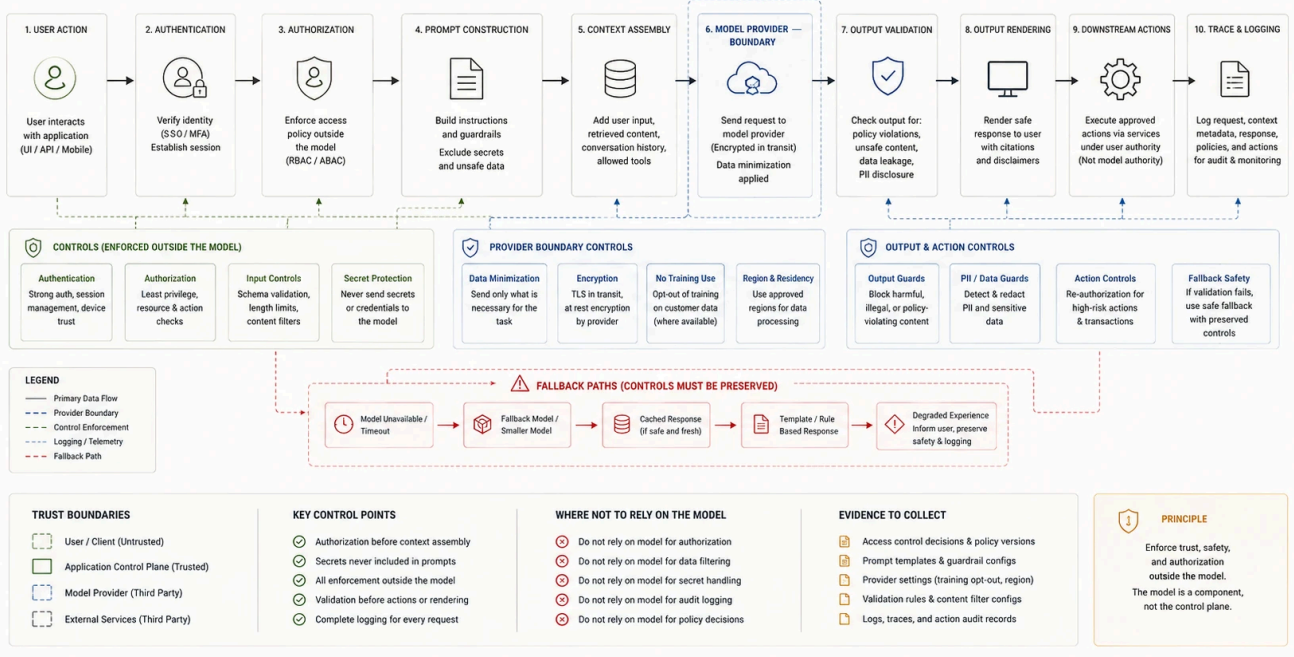 1. USER ACTION
User interacts
with application
(UI / API / Mobile)
2. AUTHENTICATION
Verify identity
(SSO / MFA)
Establish session
3. AUTHORIZATION
Enforce access
policy outside
the model
(RBAC / ABAC)
4. PROMPT CONSTRUCTION
Build instructions
and guardrails
Exclude secrets
and unsafe data
5. CONTEXT ASSEMBLY
Add user input,
retrieved content,
conversation history,
allowed tools
6. MODEL PROVIDER —
BOUNDARY
Send request to
model provider
(Encrypted in transit)
Data minimization
applied
7. OUTPUT VALIDATION
Check output for:
policy violations,
unsafe content,
data leakage,
PII disclosure
8. OUTPUT RENDERING
Render safe
response to user
with citations
and disclaimers
9. DOWNSTREAM ACTIONS
Execute approved
actions via services
under user authority
(Not model authority)
10. TRACE & LOGGING
Log request, context
metadata, response,
policies, and actions
for audit & monitoring
CONTROLS (ENFORCED OUTSIDE THE MODEL)
Authentication
Strong auth, session
management, device
trust
Authorization
Least privilege,
resource & action
checks
Input Controls
Schema validation,
length limits,
content filters
Secret Protection
Never send secrets
or credentials to
the model
PROVIDER BOUNDARY CONTROLS
Data Minimization
Send only what is
necessary for the
task
Encryption
TLS in transit,
at rest encryption
by provider
No Training Use
Opt-out of training
on customer data
(where available)
Region & Residency
Use approved
regions for data
processing
OUTPUT & ACTION CONTROLS
Output Guards
Block harmful,
illegal, or policy-
violating content
PII / Data Guards
Detect & redact
PII and sensitive
data
Action Controls
Re-authorization for
high-risk actions
& transactions
Fallback Safety
If validation fails,
use safe fallback
with preserved
controls
LEGEND
Primary Data Flow
Provider Boundary
Control Enforcement
Logging / Telemetry
Fallback Path
FALLBACK PATHS (CONTROLS MUST BE PRESERVED)
Model Unavailable /
Timeout
Fallback Model /
Smaller Model
Cached Response
(if safe and fresh)
Template / Rule
Based Response
Degraded Experience
Inform user, preserve
safety & logging
TRUST BOUNDARIES
User / Client (Untrusted)
Application Control Plane (Trusted)
Model Provider (Third Party)
External Services (Third Party)
KEY CONTROL POINTS
Authorization before context assembly
Secrets never included in prompts
All enforcement outside the model
Validation before actions or rendering
Complete logging for every request
WHERE NOT TO RELY ON THE MODEL
Do not rely on model for authorization
Do not rely on model for data filtering
Do not rely on model for secret handling
Do not rely on model for audit logging
Do not rely on model for policy decisions
EVIDENCE TO COLLECT
Access control decisions & policy versions
Prompt templates & guardrail configs
Provider settings (training opt-out, region)
Validation rules & content filter configs
Logs, traces, and action audit records
PRINCIPLE
Enforce trust, safety,
and authorization
outside the model.
The model is a component,
not the control plane.